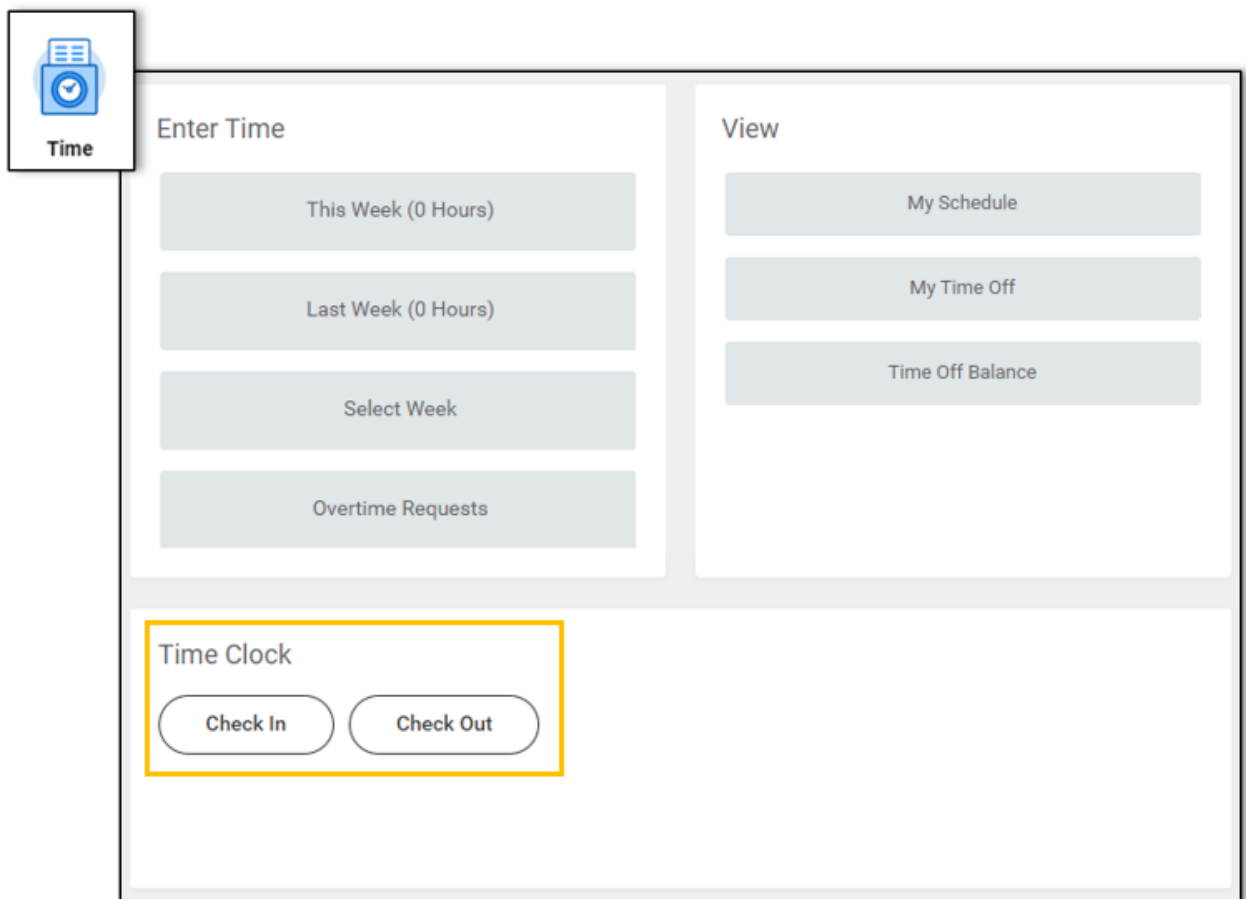 Time
Enter Time
This Week (0 Hours)
Last Week (0 Hours)
Select Week
Overtime Requests
View
My Schedule
My Time Off
Time Off Balance
Time Clock
Check In
Check Out